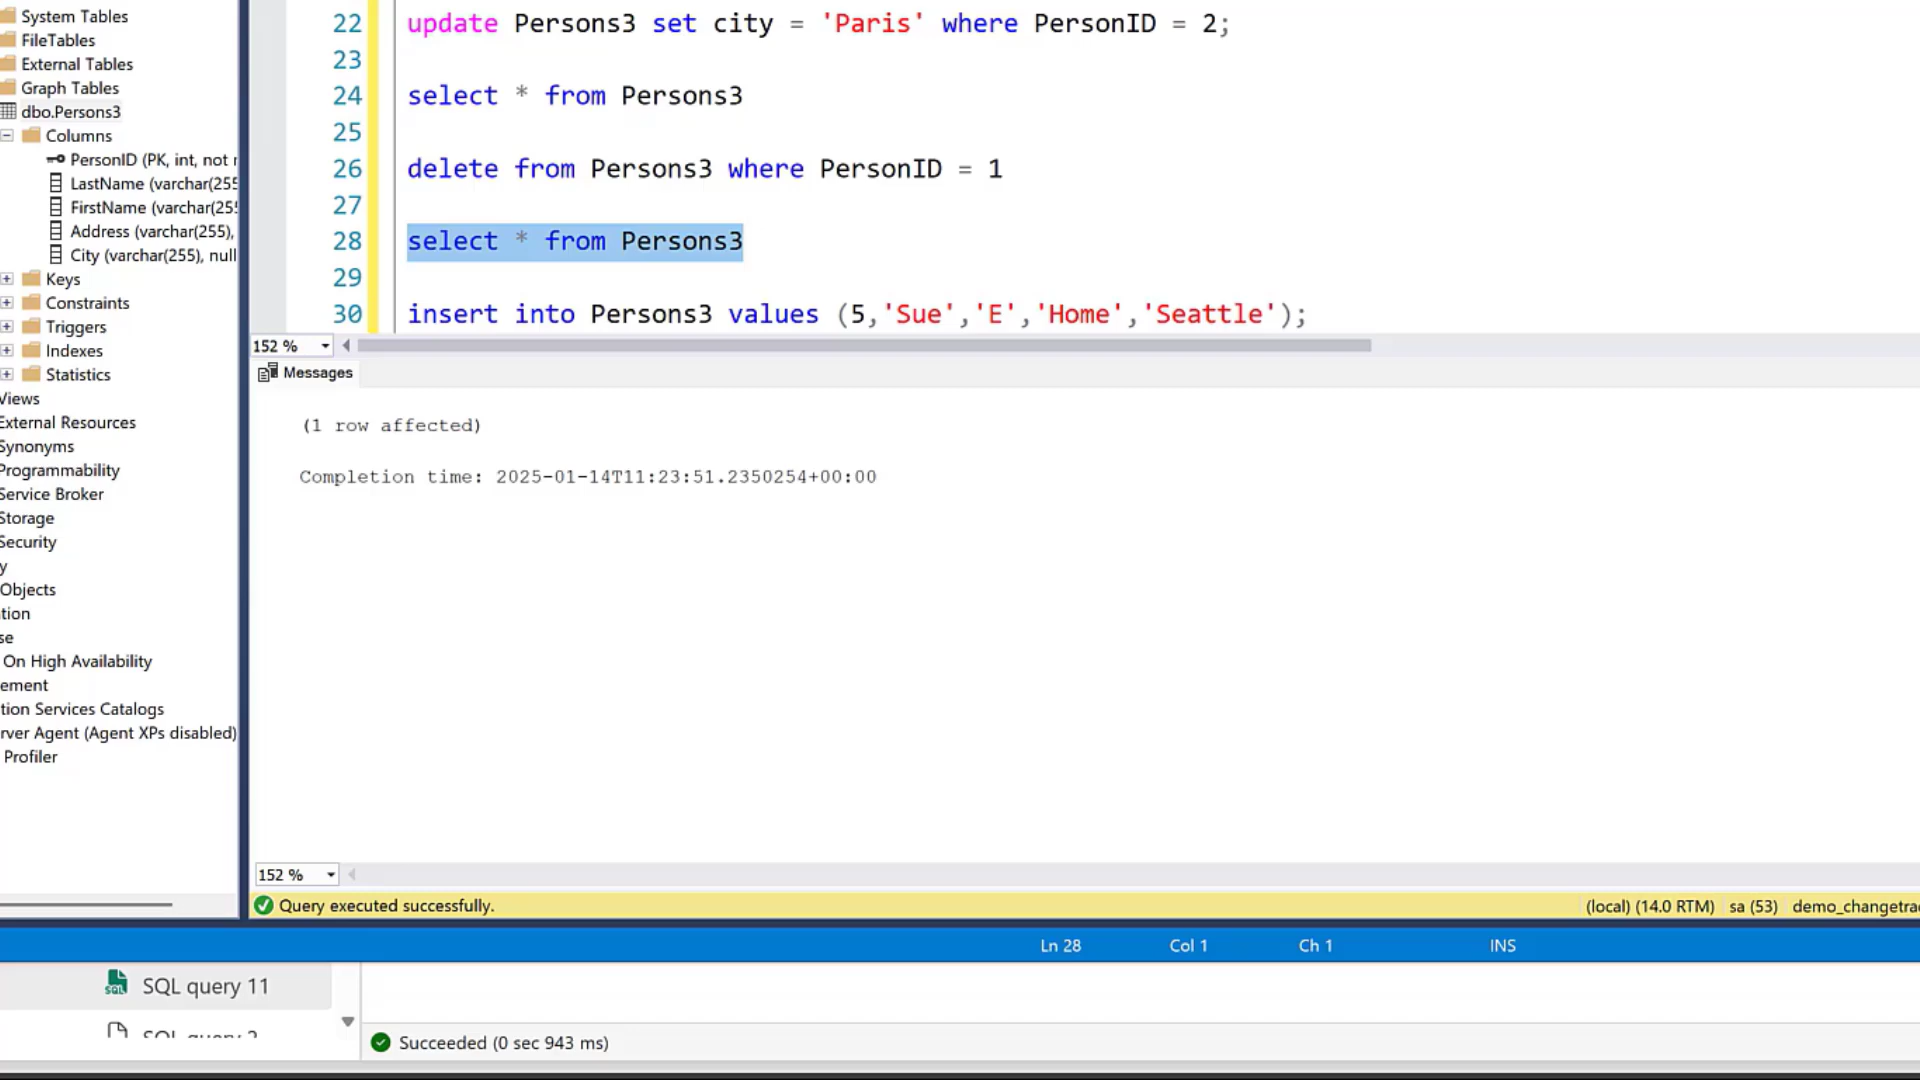 System Tables
FileTables
External Tables
Graph Tables
dbo.Persons3
Columns
PersonID (PK, int, not
LastName (varchar(255
FirstName (varchar(25
Address (varchar(255),
City (varchar(255), null
Keys
Constraints
Triggers
Indexes
Statistics
Views
External Resources
Synonyms
Programmability
Service Broker
Storage
Security
y
Objects
tion
se
On High Availability
ement
tion Services Catalogs
rver Agent (Agent XPs disabled)
Profiler
22 update Persons3 set city = 'Paris' where PersonID = 2;
23
24 select * from Persons3
25
26 delete from Persons3 where PersonID = 1
27
28 select * from Persons3
29
30 insert into Persons3 values (5,'Sue','E','Home','Seattle');
152 %
Messages
(1 row affected)
Completion time: 2025-01-14T11:23:51.2350254+00:00
152 %
Query executed successfully.
(local) (14.0 RTM) sa (53) demo_changetrac
Ln 28 Col 1 Ch 1 INS
SQL query 11
SQL query 2
Succeeded (0 sec 943 ms)